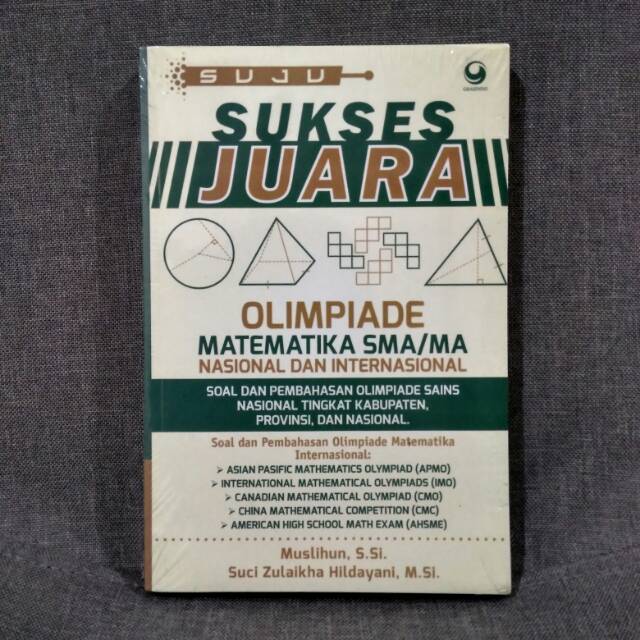 SUJU
GRASINDO
SUKSES
JUARA
OLIMPIADE
MATEMATIKA SMA/MA
NASIONAL DAN INTERNASIONAL
SOAL DAN PEMBAHASAN OLIMPIADE SAINS
NASIONAL TINGKAT KABUPATEN,
PROVINSI, DAN NASIONAL.
Soal dan Pembahasan Olimpiade Matematika
Internasional:
➢ ASIAN PASIFIC MATHEMATICS OLYMPIAD (APMO)
➢ INTERNATIONAL MATHEMATICAL OLYMPIADS (IMO)
➢ CANADIAN MATHEMATICAL OLYMPIAD (CMO)
➢ CHINA MATHEMATICAL COMPETITION (CMC)
➢ AMERICAN HIGH SCHOOL MATH EXAM (AHSME)
Muslihun, S.Si.
Suci Zulaikha Hildayani, M.Si.